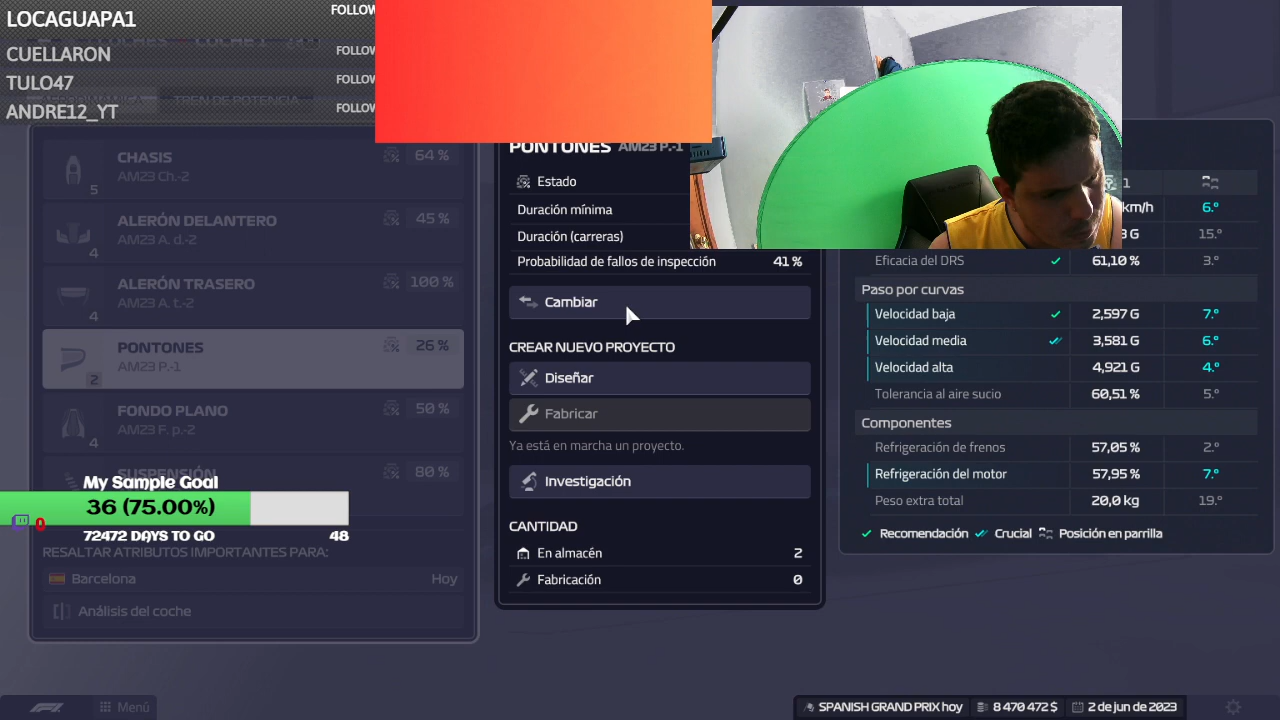 LOCAGUAPA1 FOLLOW
CUELLARON FOLLOW
TULO47 FOLLOW
ANDRE12_YT FOLLOW
TREN DE POTENCIA
CHASIS 64 %
AM23 Ch.-2
5
ALERÓN DELANTERO 45 %
AM23 A. d.-2
4
ALERÓN TRASERO 100 %
AM23 A. t.-2
4
PONTONES 26 %
AM23 P.-1
2
FONDO PLANO 50 %
AM23 F. p.-2
4
SUSPENSIÓN 80 %
My Sample Goal
36 (75.00%)
0
72472 DAYS TO GO 48
RESALTAR ATRIBUTOS IMPORTANTES PARA:
Barcelona Hoy
Análisis del coche
PONTONES AM23 P.-1
Estado
Duración mínima
Duración (carreras)
Probabilidad de fallos de inspección 41 %
Cambiar
CREAR NUEVO PROYECTO
Diseñar
Fabricar
Ya está en marcha un proyecto.
Investigación
CANTIDAD
En almacén 2
Fabricación 0
1
km/h 6.º
G 15.º
Eficacia del DRS 61,10 % 3.º
Paso por curvas
Velocidad baja 2,597 G 7.º
Velocidad media 3,581 G 6.º
Velocidad alta 4,921 G 4.º
Tolerancia al aire sucio 60,51 % 5.º
Componentes
Refrigeración de frenos 57,05 % 2.º
Refrigeración del motor 57,95 % 7.º
Peso extra total 20,0 kg 19.º
Recomendación Crucial Posición en parrilla
Menú
SPANISH GRAND PRIX hoy 8 470 472 $ 2 de jun de 2023